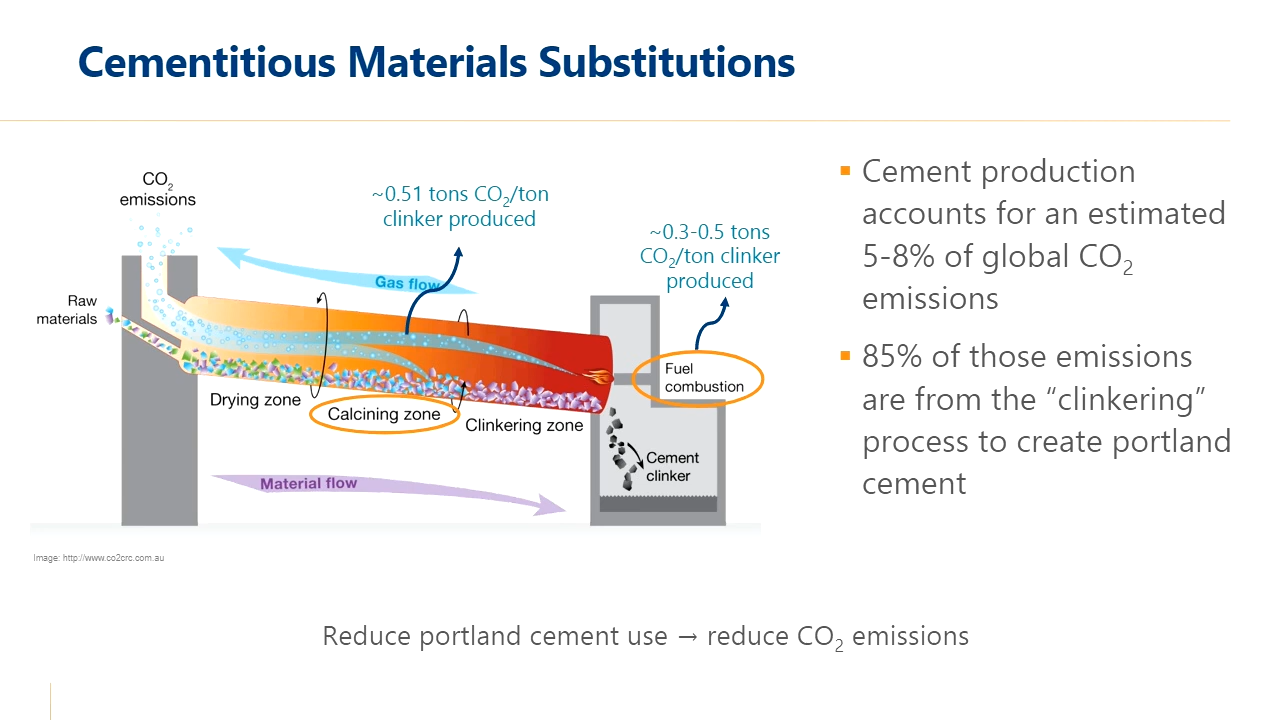 Cementitious Materials Substitutions
CO₂
emissions
~0.51 tons CO₂/ton
clinker produced
~0.3-0.5 tons
CO₂/ton clinker
produced
Gas flow
Raw
materials
Fuel
combustion
Drying zone
Calcining zone
Clinkering zone
Cement
clinker
Material flow
Image: http://www.co2crc.com.au
▪ Cement production
accounts for an estimated
5-8% of global CO₂
emissions
▪ 85% of those emissions
are from the “clinkering”
process to create portland
cement
Reduce portland cement use → reduce CO₂ emissions